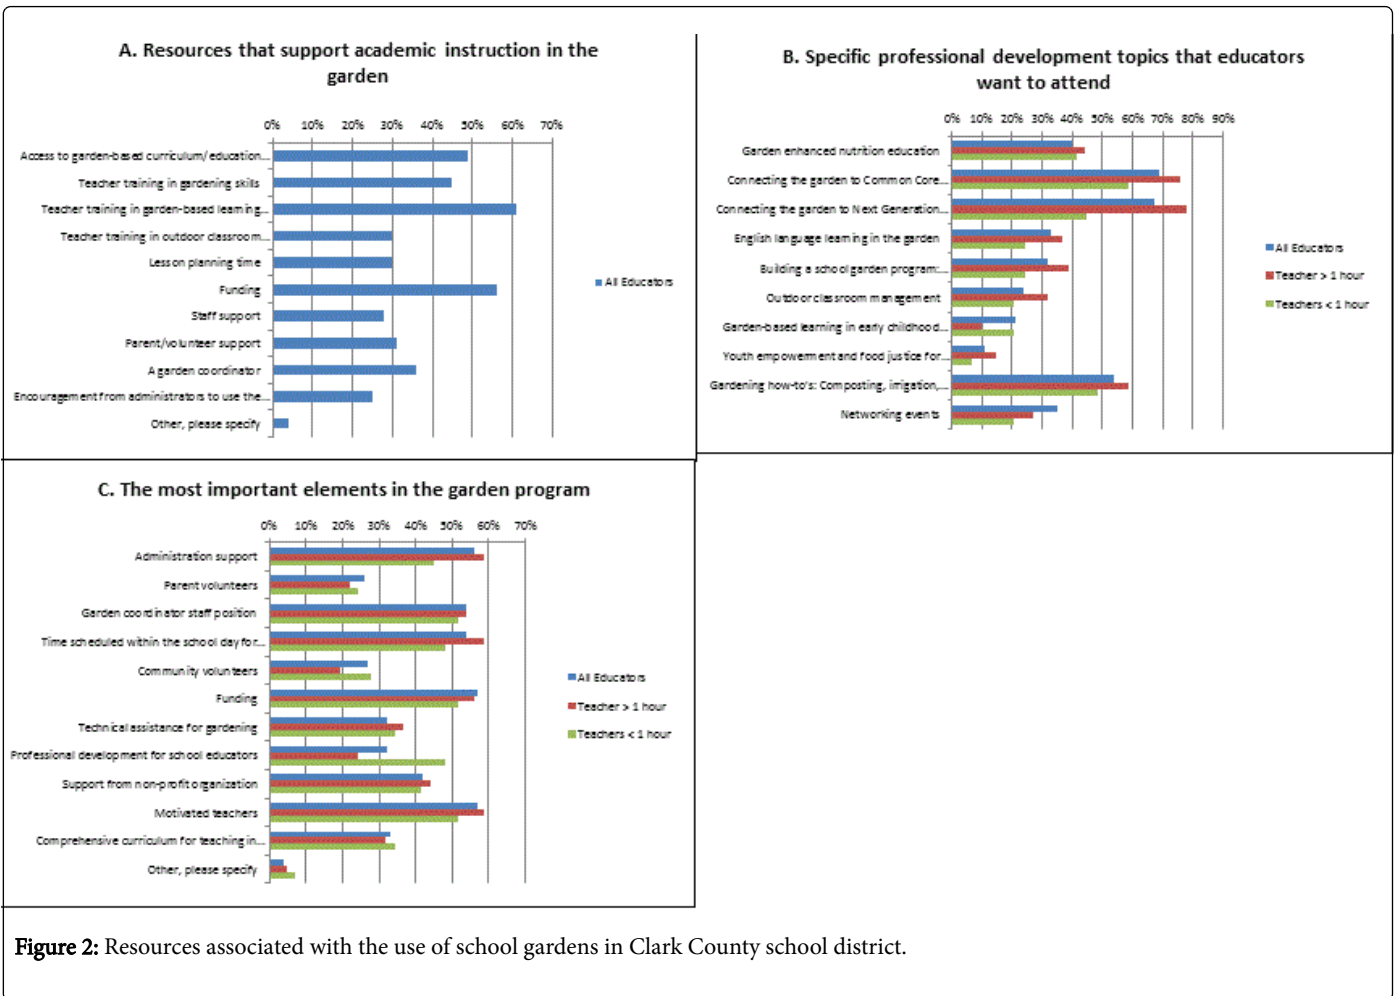 A. Resources that support academic instruction in the
garden
0% 10% 20% 30% 40% 50% 60% 70%
Access to garden-based curriculum/education...
Teacher training in gardening skills
Teacher training in garden-based learning...
Teacher training in outdoor classroom...
Lesson planning time
Funding
Staff support
Parent/volunteer support
A garden coordinator
Encouragement from administrators to use the...
Other, please specify
All Educators
B. Specific professional development topics that educators
want to attend
0% 10% 20% 30% 40% 50% 60% 70% 80% 90%
Garden enhanced nutrition education
Connecting the garden to Common Core...
Connecting the garden to Next Generation...
English language learning in the garden
Building a school garden program:...
Outdoor classroom management
Garden-based learning in early childhood...
Youth empowerment and food justice for...
Gardening how-to's: Composting, irrigation,...
Networking events
All Educators
Teacher > 1 hour
Teachers < 1 hour
C. The most important elements in the garden program
0% 10% 20% 30% 40% 50% 60% 70%
Administration support
Parent volunteers
Garden coordinator staff position
Time scheduled within the school day for...
Community volunteers
Funding
Technical assistance for gardening
Professional development for school educators
Support from non-profit organization
Motivated teachers
Comprehensive curriculum for teaching in...
Other, please specify
All Educators
Teacher > 1 hour
Teachers < 1 hour
Figure 2: Resources associated with the use of school gardens in Clark County school district.